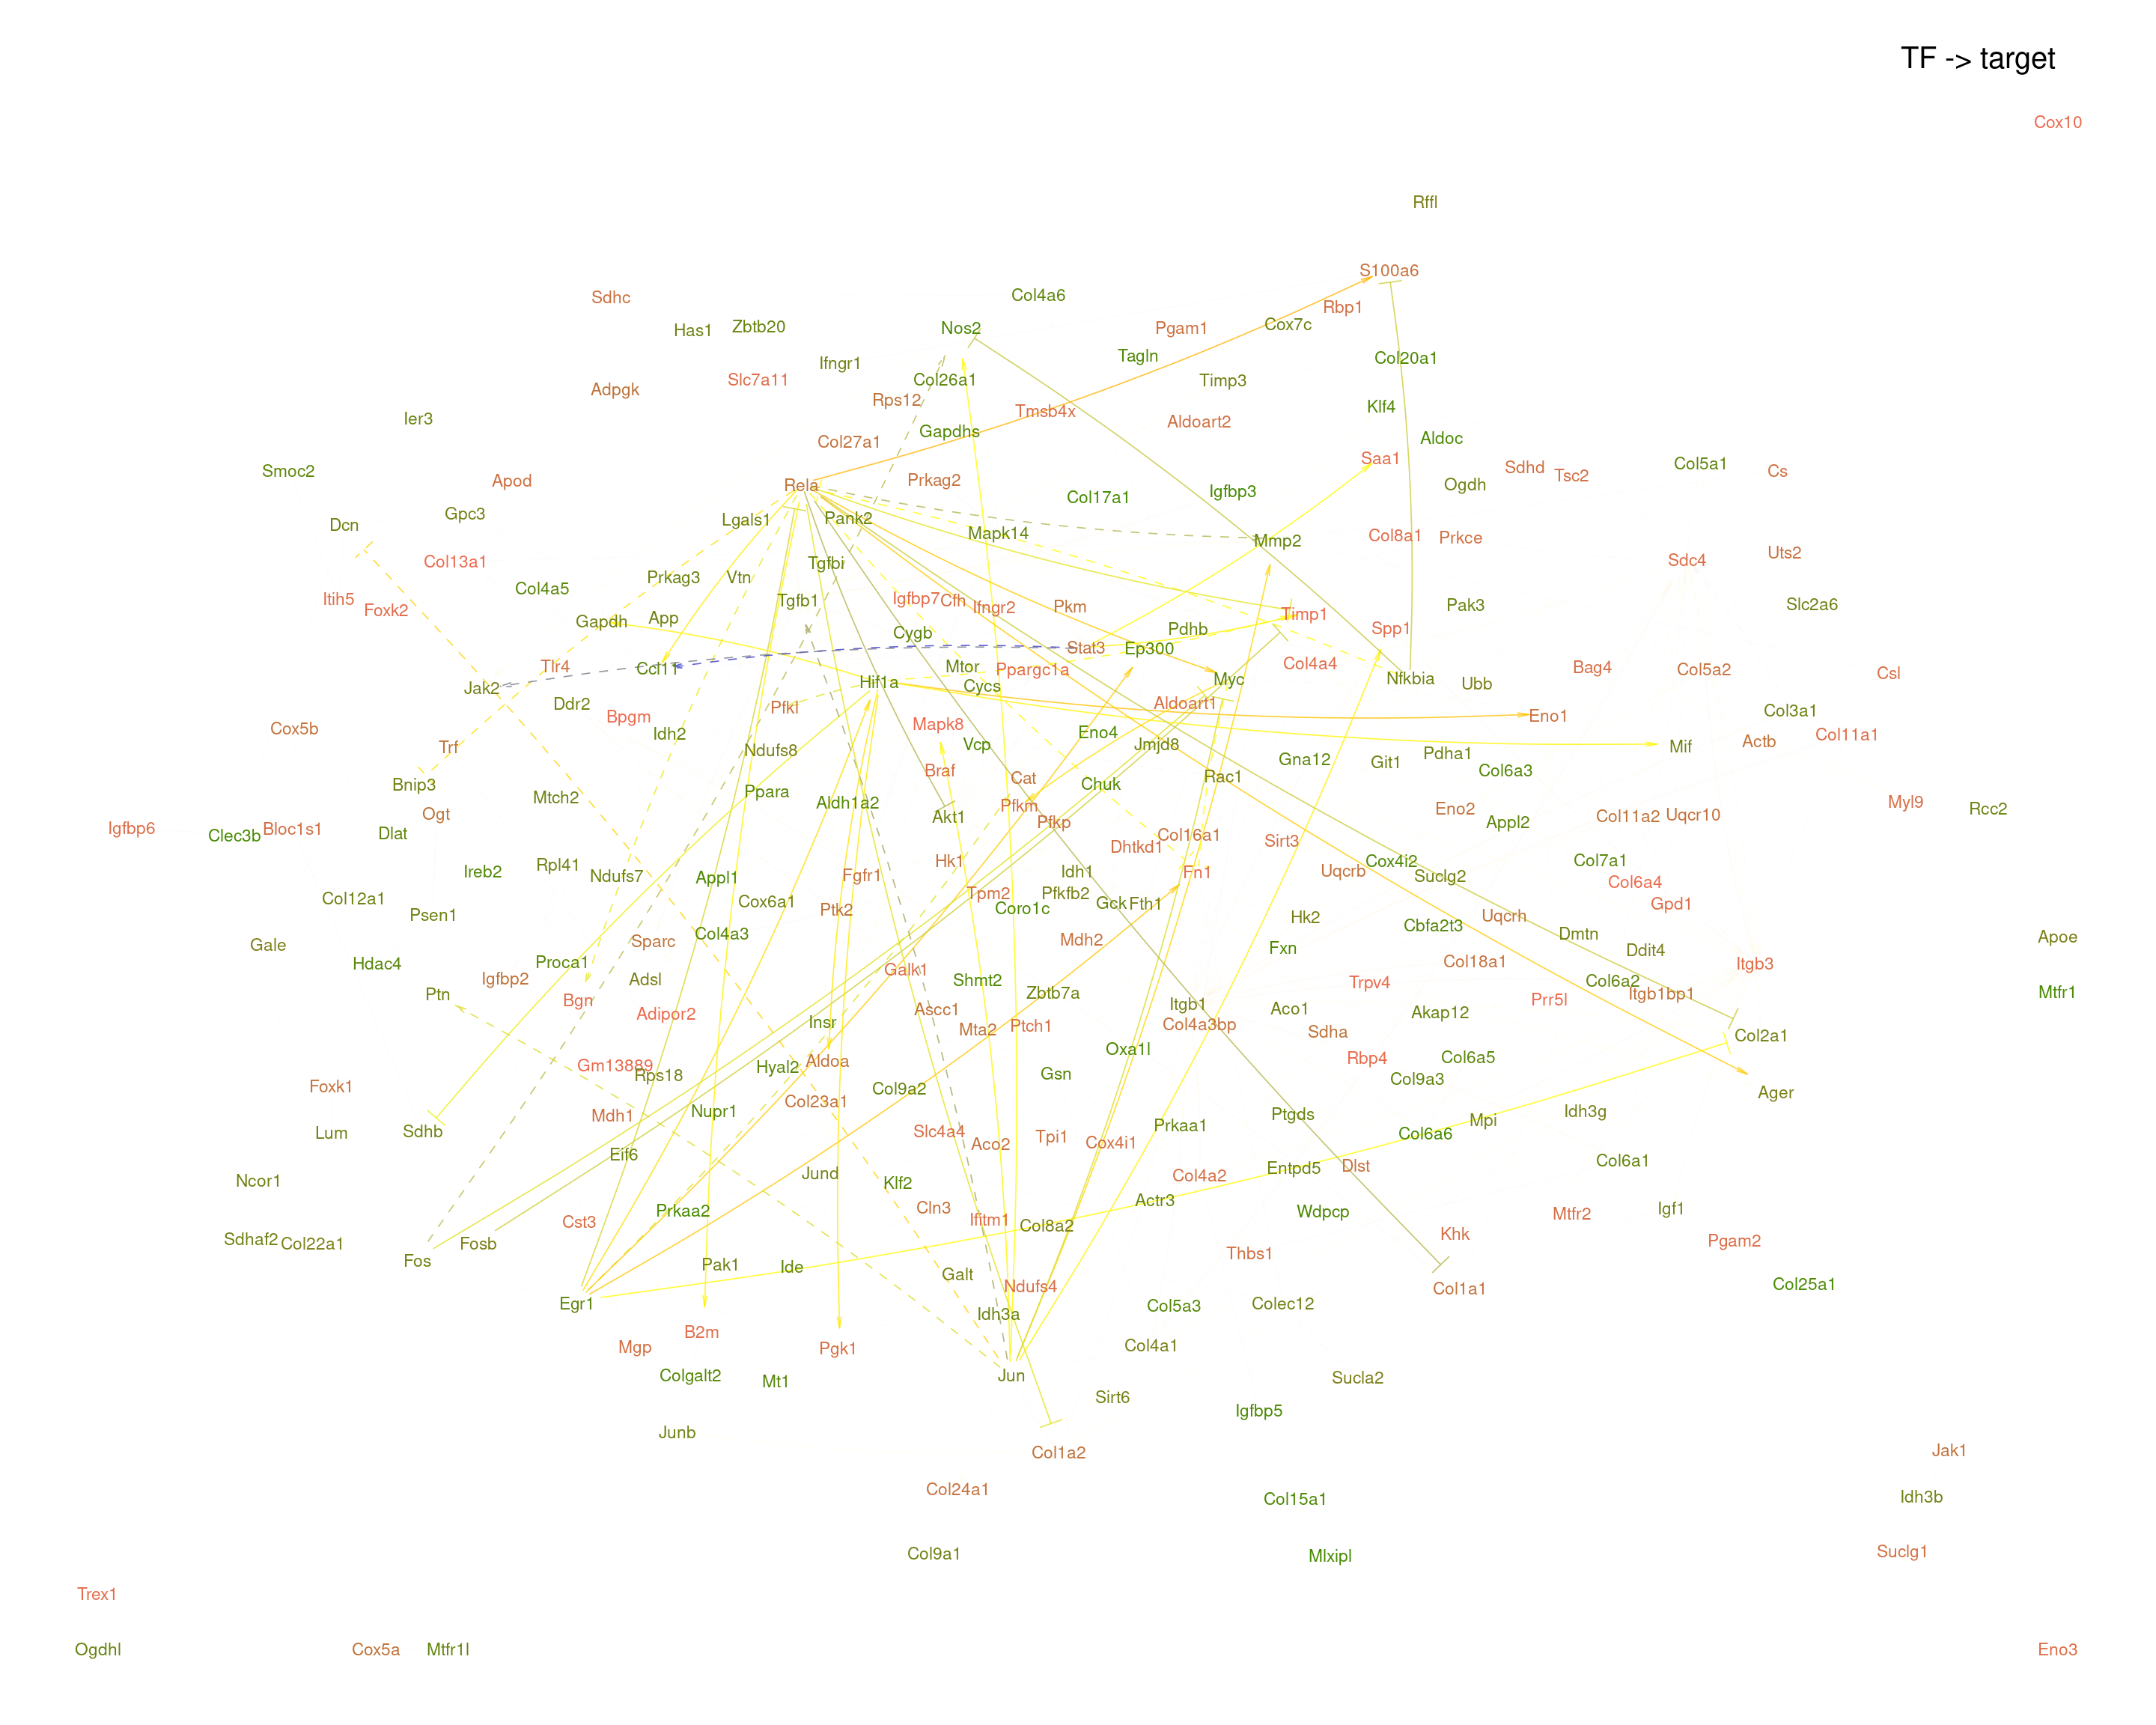 TF -> target
Cox10
Rffl
S100a6
Sdhc
Col4a6
Rbp1
Has1
Zbtb20
Nos2
Pgam1
Cox7c
Ifngr1
Tagln
Col20a1
Slc7a11
Col26a1
Timp3
Adpgk
Rps12
Tmsb4x
Klf4
Ier3
Aldoart2
Col27a1
Gapdhs
Aldoc
Smoc2
Apod
Rela
Prkag2
Saa1
Sdhd
Tsc2
Col5a1
Cs
Col17a1
Igfbp3
Ogdh
Dcn
Gpc3
Lgals1
Pank2
Mapk14
Mmp2
Col8a1
Prkce
Uts2
Col13a1
Tgfbi
Sdc4
Col4a5
Prkag3
Vtn
Itih5
Foxk2
Tgfb1
Igfbp7
Cfh
Ifngr2
Pkm
Timp1
Pak3
Slc2a6
Gapdh
App
Cygb
Pdhb
Spp1
Tlr4
Ccl11
Mtor
Stat3
Ep300
Jak2
Hif1a
Cycs
Ppargc1a
Myc
Col4a4
Nfkbia
Ubb
Bag4
Col5a2
Csl
Ddr2
Bpgm
Pfkl
Aldoart1
Eno1
Col3a1
Cox5b
Trf
Idh2
Ndufs8
Mapk8
Vcp
Eno4
Jmjd8
Mif
Actb
Col11a1
Bnip3
Mtch2
Ppara
Braf
Cat
Chuk
Rac1
Gna12
Git1
Pdha1
Col6a3
Igfbp6
Clec3b
Bloc1s1
Dlat
Ogt
Aldh1a2
Akt1
Pfkm
Pfkp
Col16a1
Eno2
Appl2
Col11a2
Uqcr10
Myl9
Rcc2
Ireb2
Rpl41
Ndufs7
Appl1
Fgfr1
Hk1
Idh1
Dhtkd1
Fn1
Sirt3
Uqcrb
Cox4i2
Suclg2
Col7a1
Col6a4
Col12a1
Psen1
Cox6a1
Ptk2
Tpm2
Coro1c
Pfkfb2
Gck
Fth1
Hk2
Cbfa2t3
Uqcrh
Gpd1
Gale
Hdac4
Sparc
Col4a3
Mdh2
Fxn
Dmtn
Ddit4
Apoe
Ptn
Igfbp2
Proca1
Adsl
Galk1
Shmt2
Zbtb7a
Itgb1
Trpv4
Col18a1
Col6a2
Itgb1bp1
Itgb3
Mtfr1
Bgn
Adipor2
Insr
Ascc1
Mta2
Ptch1
Col4a3bp
Aco1
Sdha
Akap12
Prr5l
Col2a1
Gm13889
Rps18
Hyal2
Aldoa
Gsn
Oxa1l
Rbp4
Col6a5
Col9a3
Ager
Foxk1
Col9a2
Lum
Sdhb
Mdh1
Nupr1
Col23a1
Slc4a4
Aco2
Tpi1
Cox4i1
Prkaa1
Ptgds
Col6a6
Mpi
Idh3g
Ncor1
Eif6
Jund
Klf2
Col4a2
Entpd5
Dlst
Col6a1
Cst3
Prkaa2
Cln3
Ifitm1
Col8a2
Actr3
Wdpcp
Mtfr2
Igf1
Sdhaf2
Col22a1
Fos
Fosb
Pak1
Ide
Galt
Thbs1
Khk
Pgam2
Egr1
Ndufs4
Idh3a
Col5a3
Colec12
Col1a1
Col25a1
Mgp
B2m
Pgk1
Col4a1
Colgalt2
Mt1
Jun
Sirt6
Sucla2
Junb
Igfbp5
Col1a2
Jak1
Col24a1
Col15a1
Idh3b
Col9a1
Mlxipl
Suclg1
Trex1
Ogdhl
Cox5a
Mtfr1l
Eno3